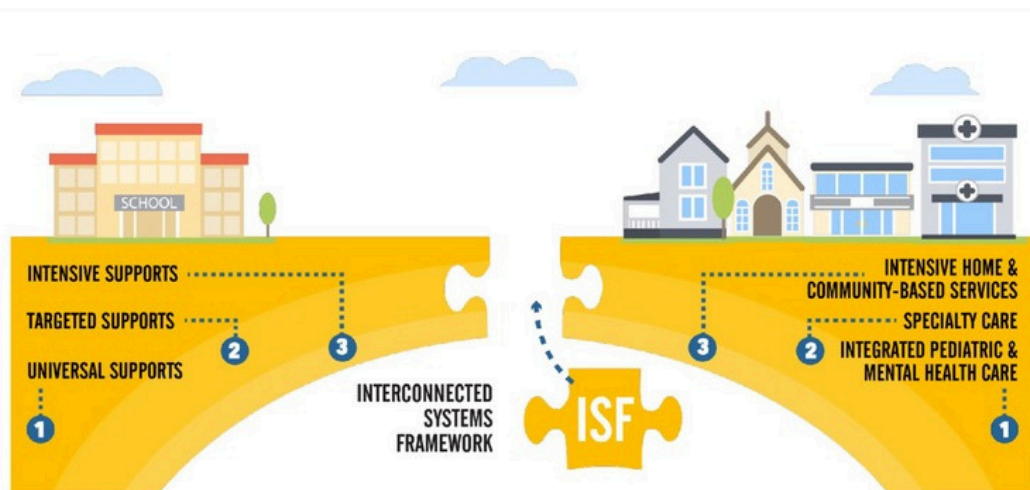 SCHOOL
INTENSIVE SUPPORTS
3
TARGETED SUPPORTS
2
UNIVERSAL SUPPORTS
1
INTERCONNECTED
SYSTEMS
FRAMEWORK
ISF
INTENSIVE HOME &
COMMUNITY-BASED SERVICES
3
SPECIALTY CARE
2
INTEGRATED PEDIATRIC &
MENTAL HEALTH CARE
1